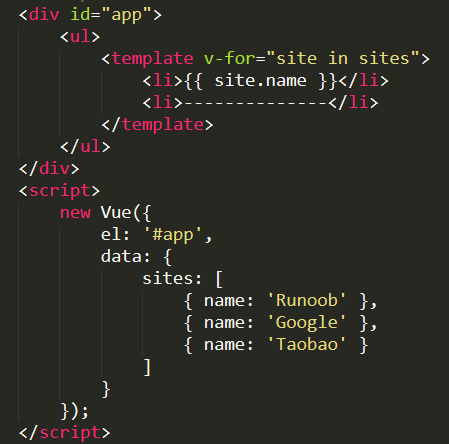 <div id="app">
    <ul>
        <template v-for="site in sites">
            <li>{{ site.name }}</li>
            <li>--------------</li>
        </template>
    </ul>
</div>
<script>
    new Vue({
        el: '#app',
        data: {
            sites: [
                { name: 'Runoob' },
                { name: 'Google' },
                { name: 'Taobao' }
            ]
        }
    });
</script>